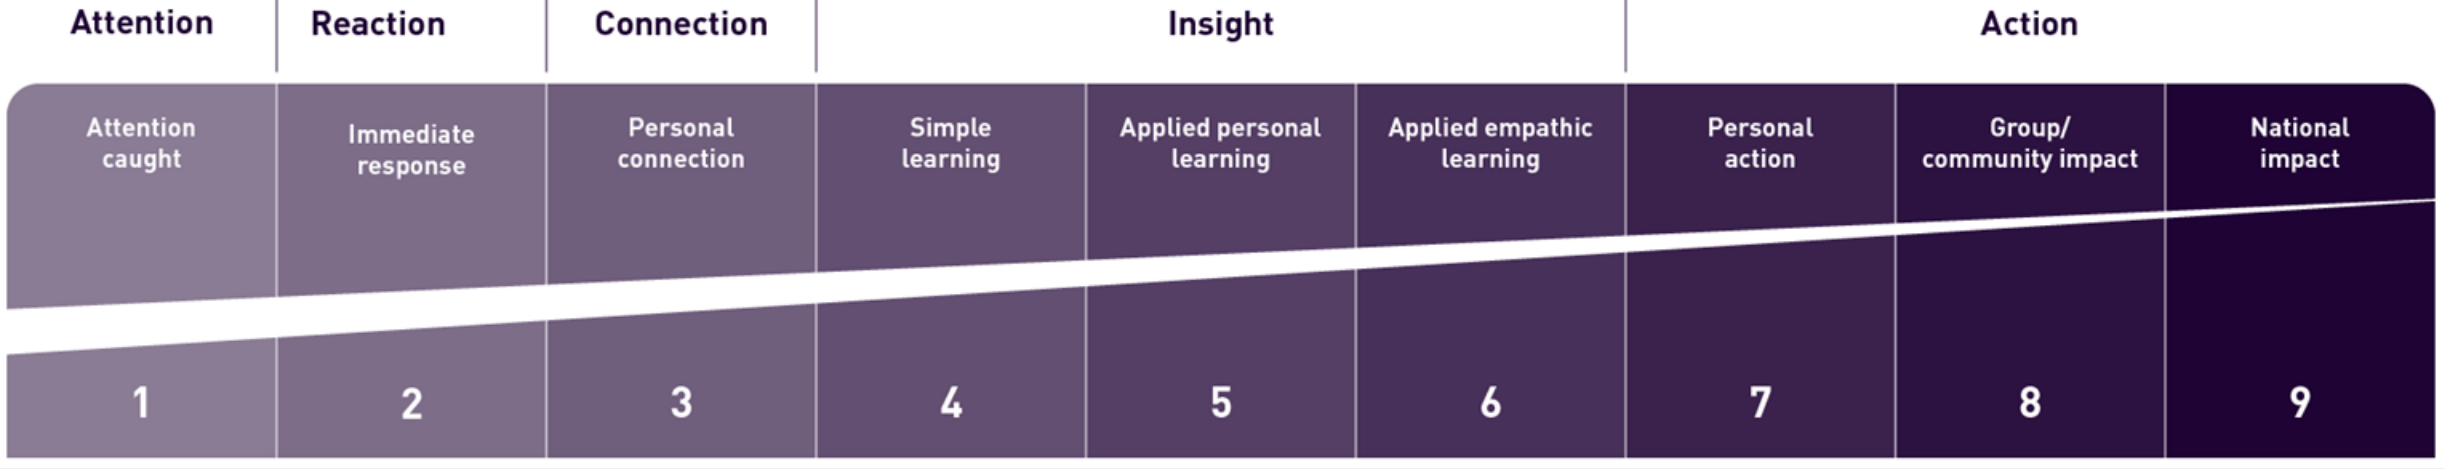 Attention Reaction Connection Insight Action
Attention caught
Immediate response
Personal connection
Simple learning
Applied personal learning
Applied empathic learning
Personal action
Group/ community impact
National impact
1 2 3 4 5 6 7 8 9